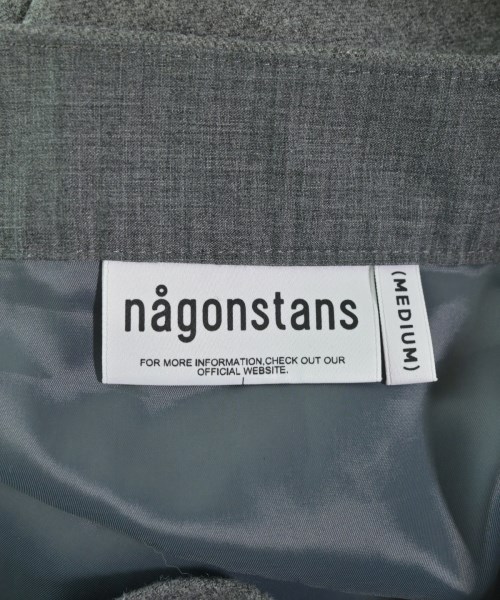 någonstans
FOR MORE INFORMATION,CHECK OUT OUR
OFFICIAL WEBSITE.
(MEDIUM)